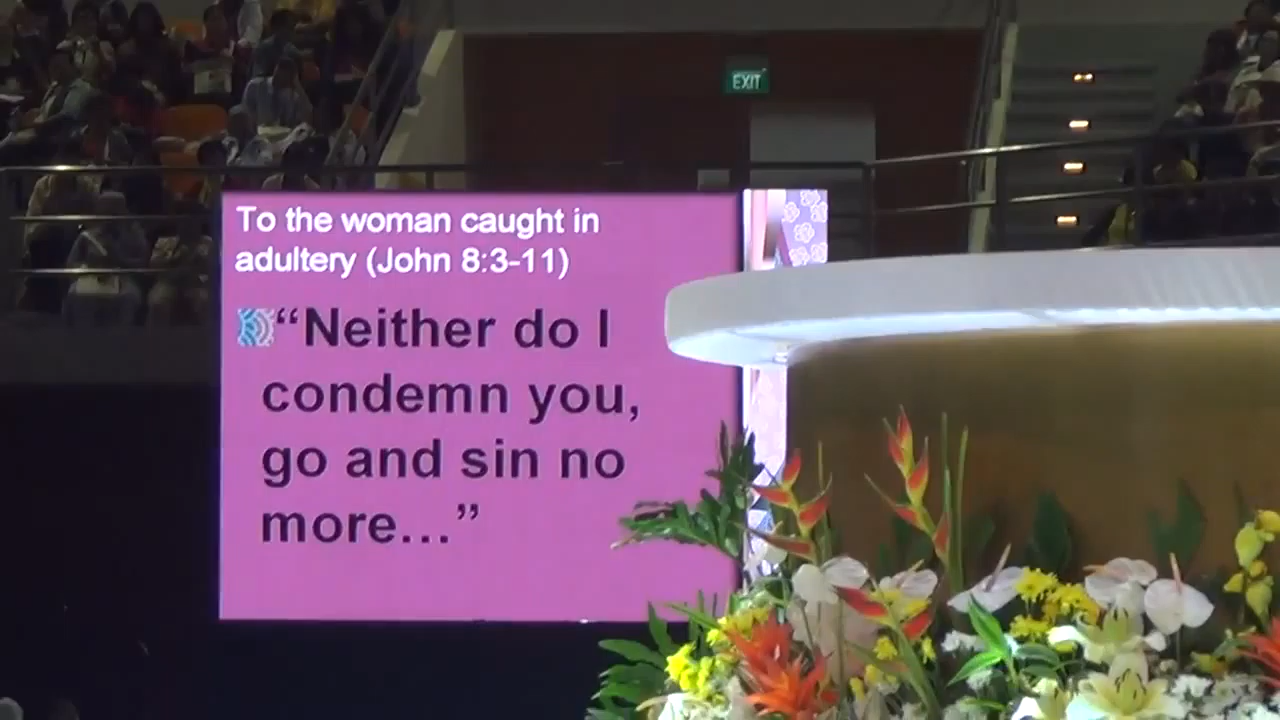 EXIT
To the woman caught in
adultery (John 8:3-11)
“Neither do I
condemn you,
go and sin no
more...”